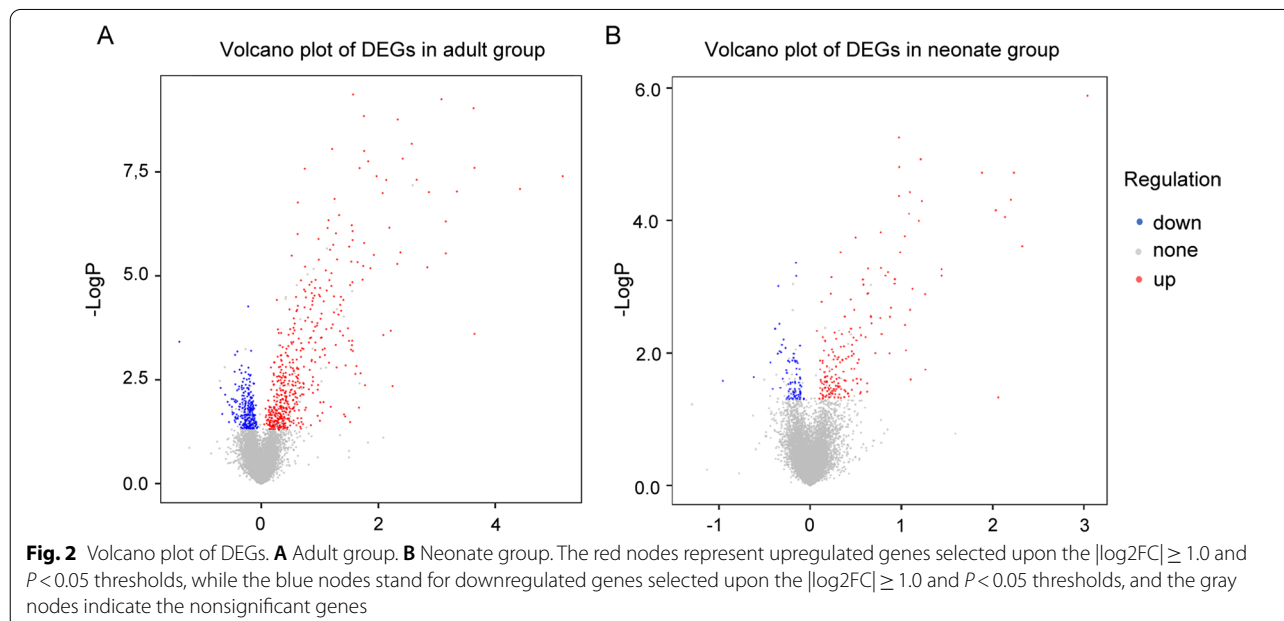 A
Volcano plot of DEGs in adult group
B
Volcano plot of DEGs in neonate group
-LogP
7,5
5.0
2.5
0.0
0
2
4
-LogP
6.0
4.0
2.0
0.0
-1
0
1
2
3
Regulation
down
none
up
Fig. 2 Volcano plot of DEGs. A Adult group. B Neonate group. The red nodes represent upregulated genes selected upon the |log2FC| ≥ 1.0 and
P < 0.05 thresholds, while the blue nodes stand for downregulated genes selected upon the |log2FC| ≥ 1.0 and P < 0.05 thresholds, and the gray
nodes indicate the nonsignificant genes